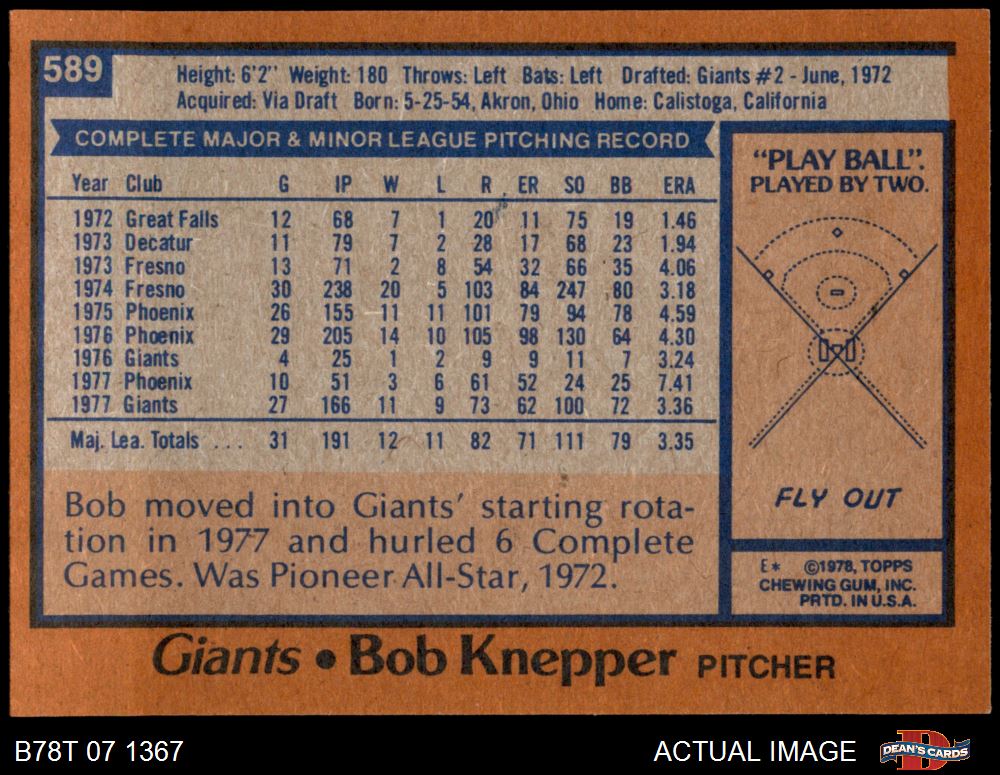 589
Height: 6'2" Weight: 180 Throws: Left Bats: Left Drafted: Giants #2 - June, 1972
Acquired: Via Draft Born: 5-25-54, Akron, Ohio Home: Calistoga, California
COMPLETE MAJOR & MINOR LEAGUE PITCHING RECORD
Year Club G IP W L R ER SO BB ERA
1972 Great Falls 12 68 7 1 20 11 75 19 1.46
1973 Decatur 11 79 7 2 28 17 68 23 1.94
1973 Fresno 13 71 2 8 54 32 66 35 4.06
1974 Fresno 30 238 20 5 103 84 247 80 3.18
1975 Phoenix 26 155 11 11 101 79 94 78 4.59
1976 Phoenix 29 205 14 10 105 98 130 64 4.30
1976 Giants 4 25 1 2 9 9 11 7 3.24
1977 Phoenix 10 51 3 6 61 52 24 25 7.41
1977 Giants 27 166 11 9 73 62 100 72 3.36
Maj. Lea. Totals ... 31 191 12 11 82 71 111 79 3.35
Bob moved into Giants' starting rota-
tion in 1977 and hurled 6 Complete
Games. Was Pioneer All-Star, 1972.
"PLAY BALL".
PLAYED BY TWO.
FLY OUT
E* ©1978, TOPPS
CHEWING GUM, INC.
PRTD. IN U.S.A.
Giants • Bob Knepper PITCHER
B78T 07 1367
ACTUAL IMAGE
DEAN'S CARDS